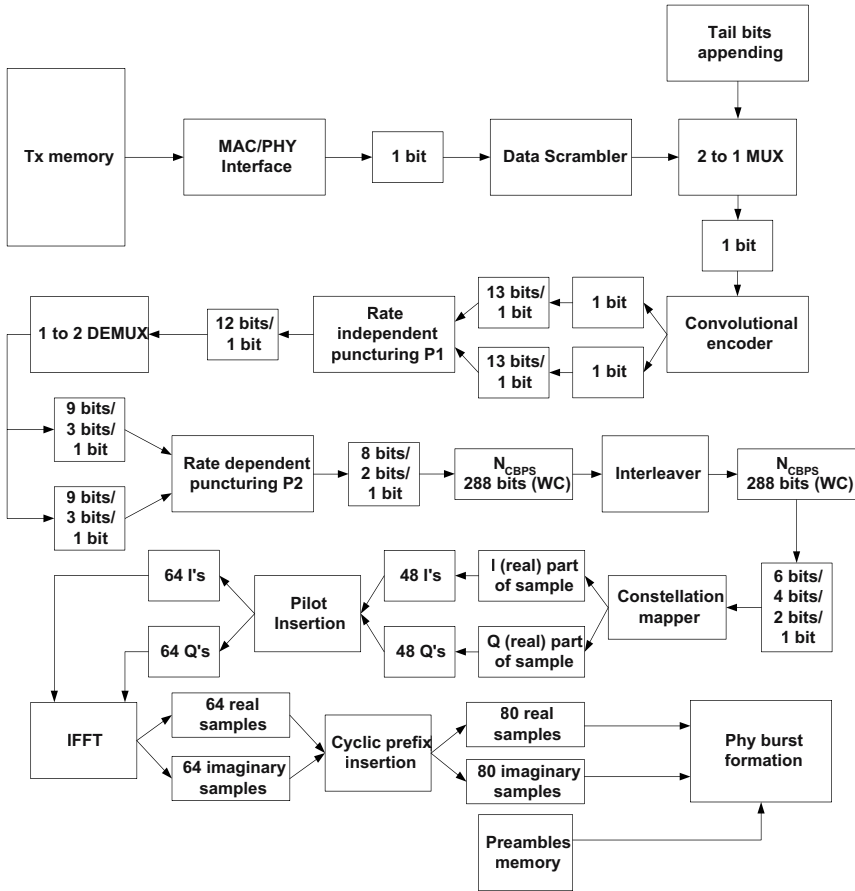 Tail bits
appending
Tx memory
MAC/PHY
Interface
1 bit
Data Scrambler
2 to 1 MUX
1 bit
Convolutional
encoder
1 bit
1 bit
13 bits/
1 bit
13 bits/
1 bit
Rate
independent
puncturing P1
12 bits/
1 bit
1 to 2 DEMUX
9 bits/
3 bits/
1 bit
9 bits/
3 bits/
1 bit
Rate dependent
puncturing P2
8 bits/
2 bits/
1 bit
NCBPS
288 bits (WC)
Interleaver
NCBPS
288 bits (WC)
6 bits/
4 bits/
2 bits/
1 bit
Constellation
mapper
I (real) part
of sample
Q (real) part
of sample
48 I's
48 Q's
Pilot
Insertion
64 I's
64 Q's
IFFT
64 real
samples
64 imaginary
samples
Cyclic prefix
insertion
80 real
samples
80 imaginary
samples
Phy burst
formation
Preambles
memory